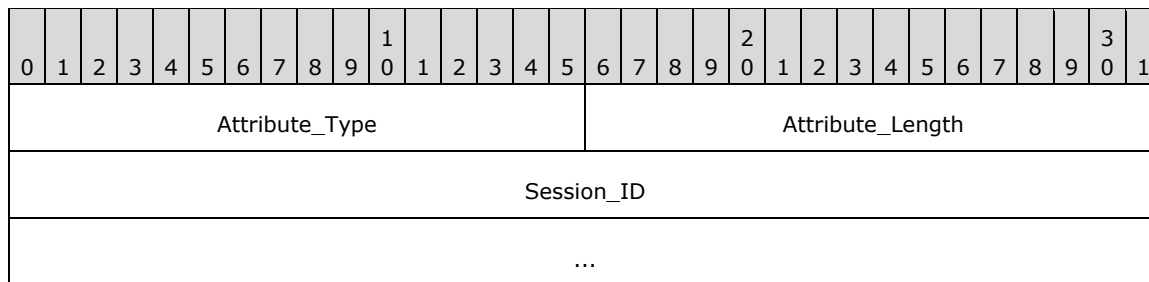 1 2 3
0 1 2 3 4 5 6 7 8 9 0 1 2 3 4 5 6 7 8 9 0 1 2 3 4 5 6 7 8 9 0 1
Attribute_Type Attribute_Length
Session_ID
...